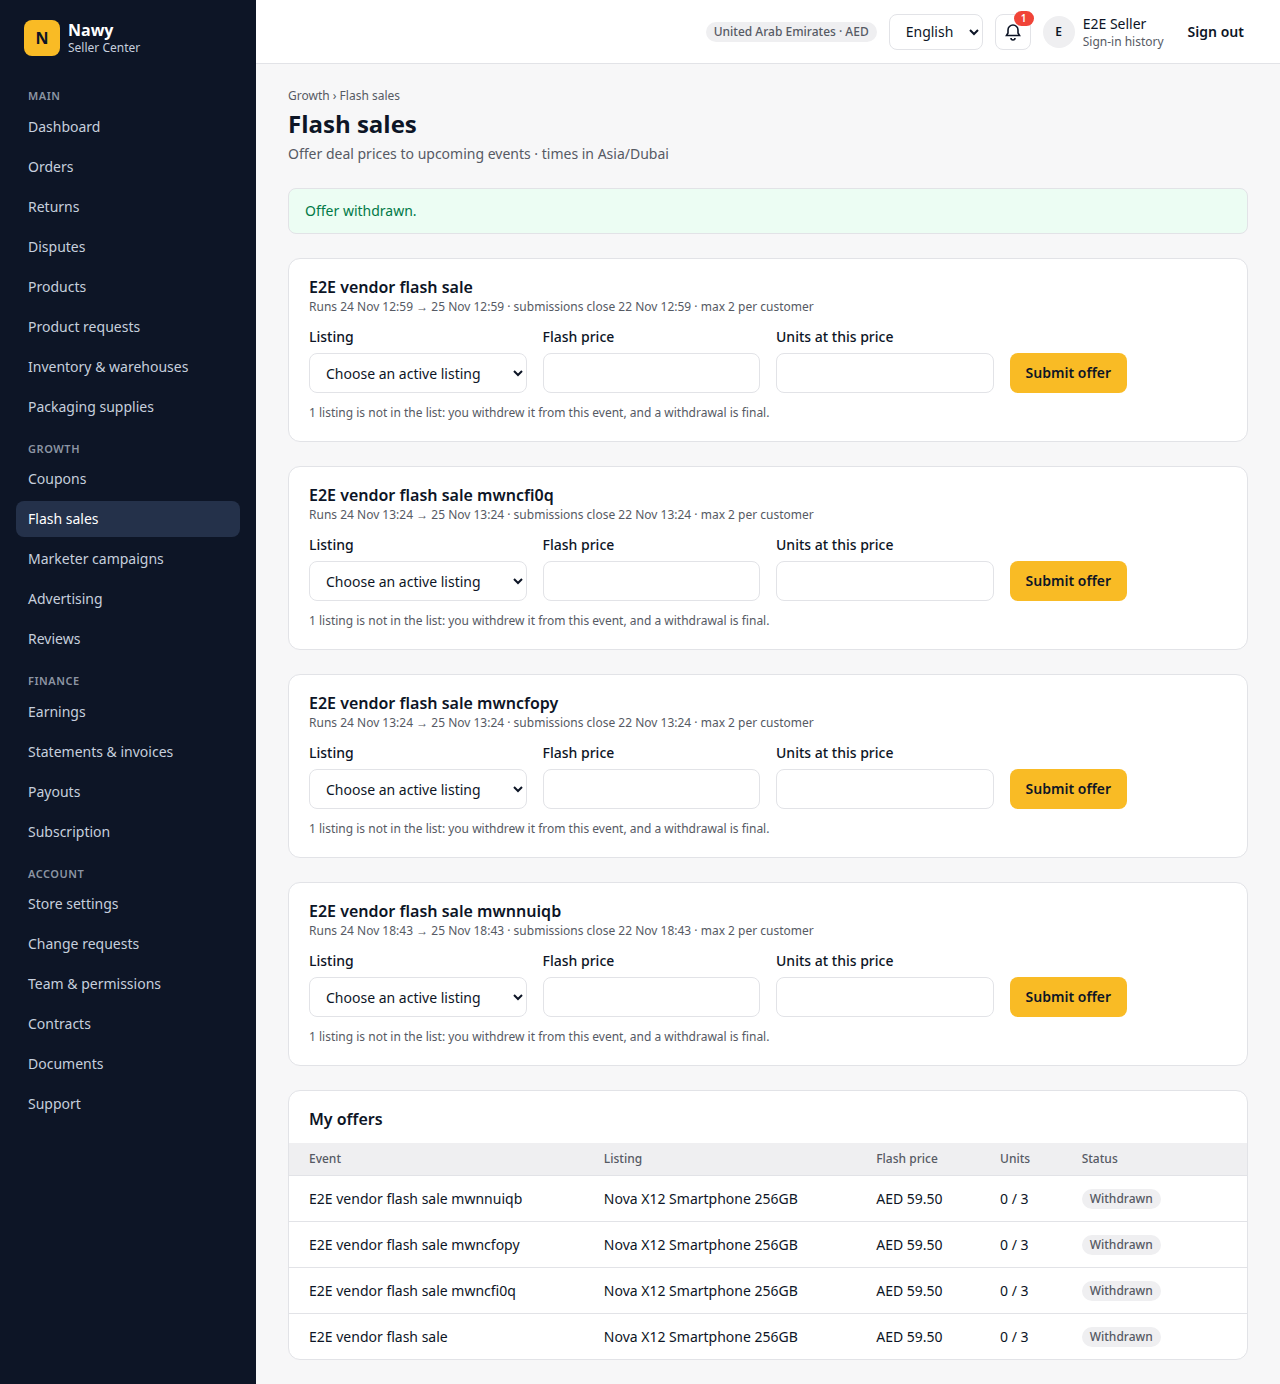 N
Nawy
Seller Center
United Arab Emirates · AED
English
1
E
E2E Seller
Sign-in history
Sign out
MAIN
Dashboard
Orders
Returns
Disputes
Products
Product requests
Inventory & warehouses
Packaging supplies
GROWTH
Coupons
Flash sales
Marketer campaigns
Advertising
Reviews
FINANCE
Earnings
Statements & invoices
Payouts
Subscription
ACCOUNT
Store settings
Change requests
Team & permissions
Contracts
Documents
Support
Growth › Flash sales
Flash sales
Offer deal prices to upcoming events · times in Asia/Dubai
Offer withdrawn.
E2E vendor flash sale
Runs 24 Nov 12:59 → 25 Nov 12:59 · submissions close 22 Nov 12:59 · max 2 per customer
Listing Flash price Units at this price
Choose an active listing Submit offer
1 listing is not in the list: you withdrew it from this event, and a withdrawal is final.
E2E vendor flash sale mwncfi0q
Runs 24 Nov 13:24 → 25 Nov 13:24 · submissions close 22 Nov 13:24 · max 2 per customer
Listing Flash price Units at this price
Choose an active listing Submit offer
1 listing is not in the list: you withdrew it from this event, and a withdrawal is final.
E2E vendor flash sale mwncfopy
Runs 24 Nov 13:24 → 25 Nov 13:24 · submissions close 22 Nov 13:24 · max 2 per customer
Listing Flash price Units at this price
Choose an active listing Submit offer
1 listing is not in the list: you withdrew it from this event, and a withdrawal is final.
E2E vendor flash sale mwnnuiqb
Runs 24 Nov 18:43 → 25 Nov 18:43 · submissions close 22 Nov 18:43 · max 2 per customer
Listing Flash price Units at this price
Choose an active listing Submit offer
1 listing is not in the list: you withdrew it from this event, and a withdrawal is final.
My offers
Event Listing Flash price Units Status
E2E vendor flash sale mwnnuiqb Nova X12 Smartphone 256GB AED 59.50 0 / 3 Withdrawn
E2E vendor flash sale mwncfopy Nova X12 Smartphone 256GB AED 59.50 0 / 3 Withdrawn
E2E vendor flash sale mwncfi0q Nova X12 Smartphone 256GB AED 59.50 0 / 3 Withdrawn
E2E vendor flash sale Nova X12 Smartphone 256GB AED 59.50 0 / 3 Withdrawn